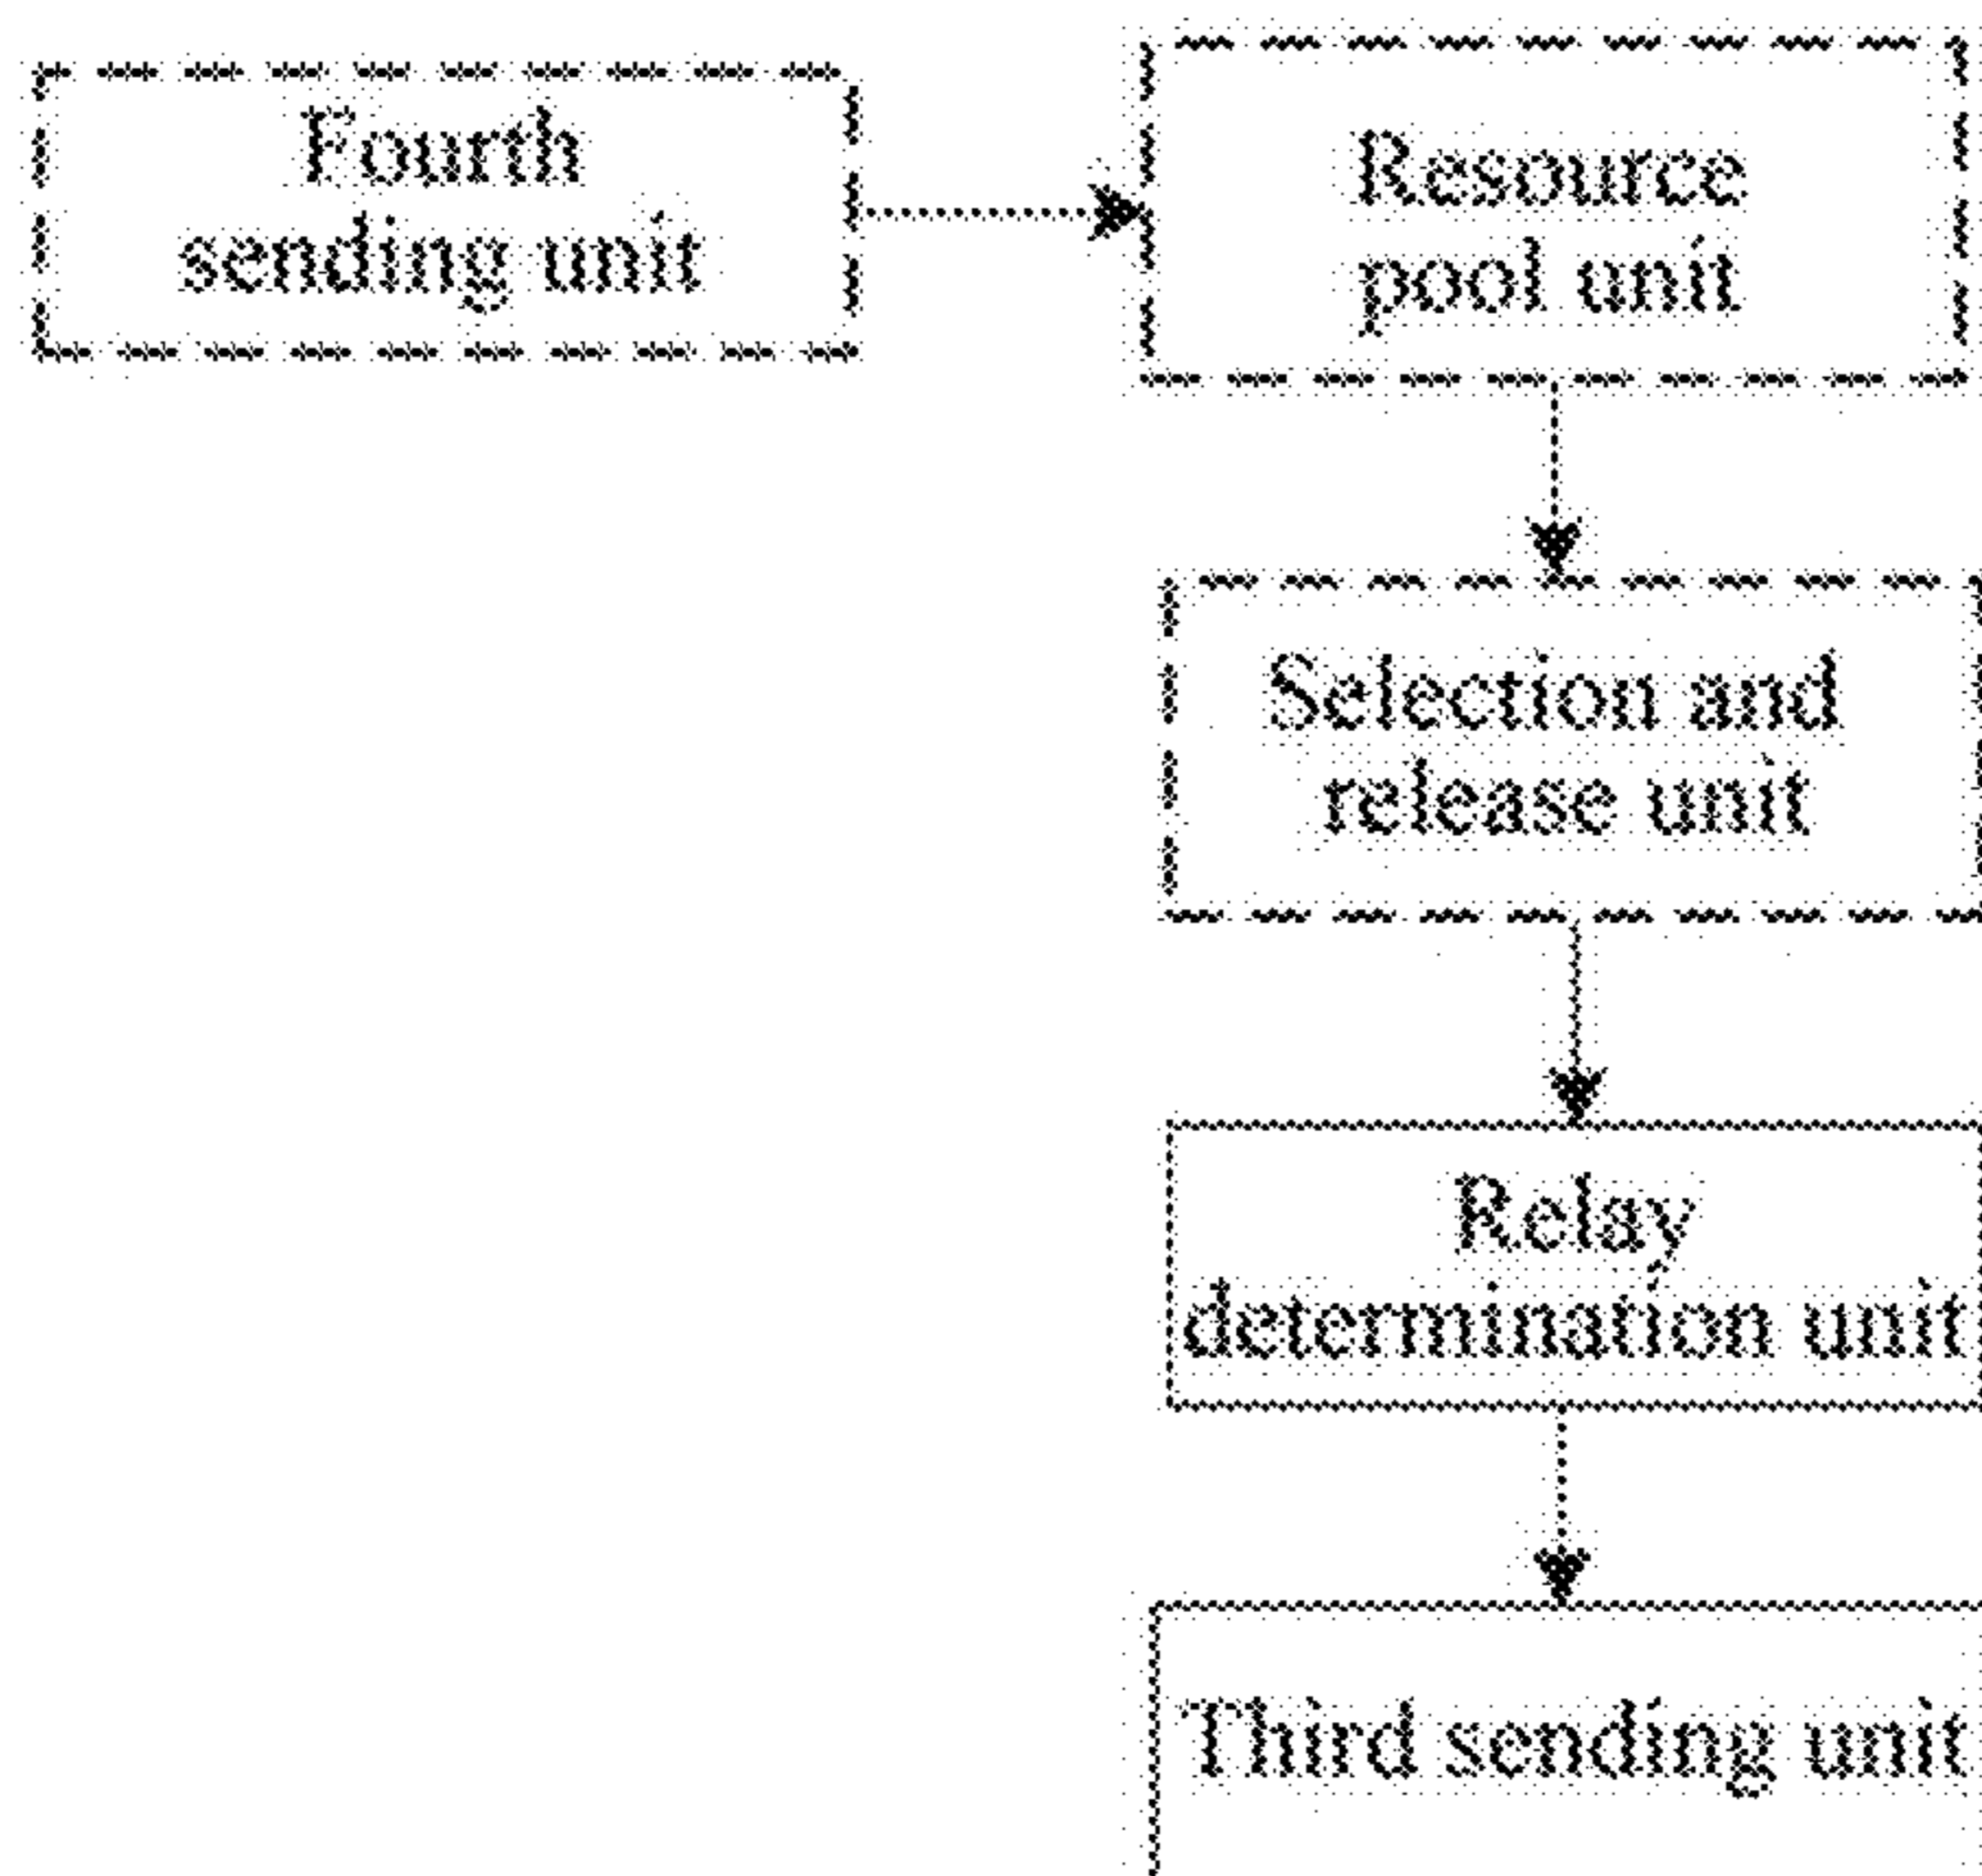 Fourth
sending unit
Resource
pool unit
Selection and
release unit
Relay
determination unit
Third sending unit